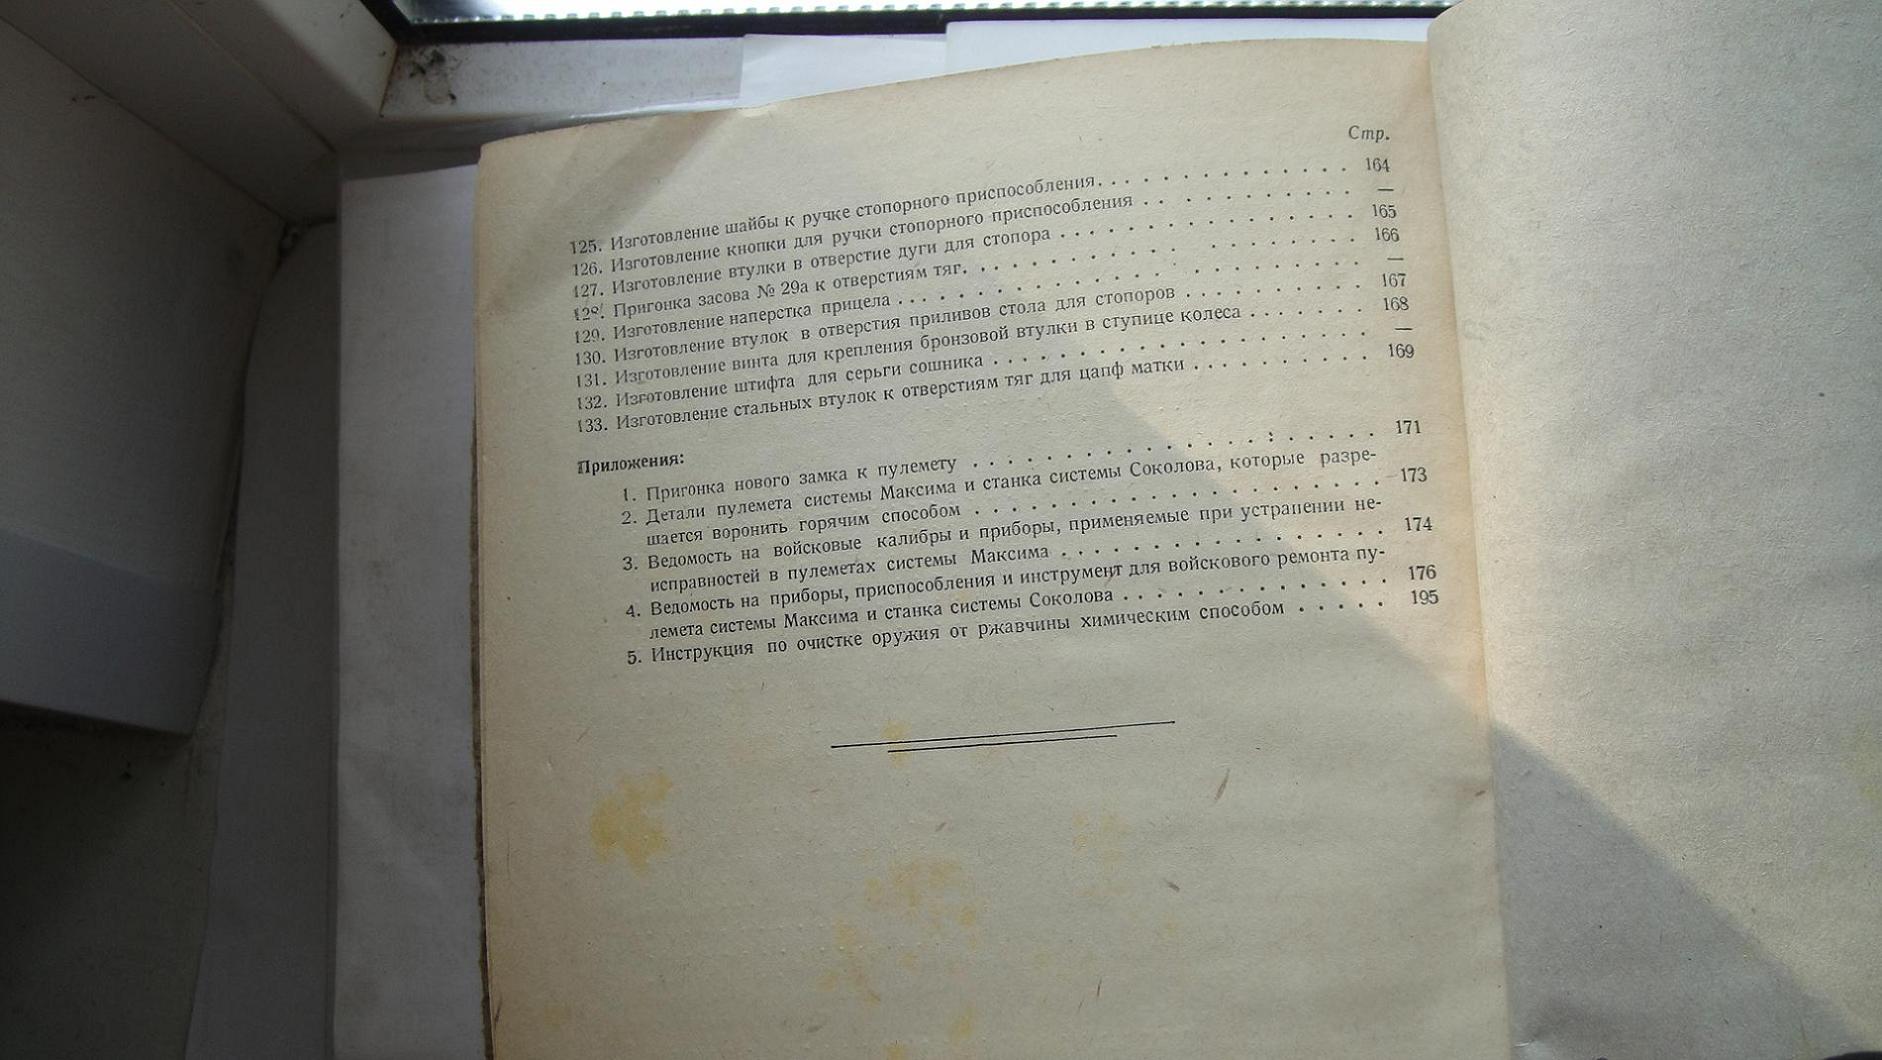 Стр.
125. Изготовление шайбы к ручке стопорного приспособления. . . . . . . . . . . . . . 164
126. Изготовление кнопки для ручки стопорного приспособления . . . . . . . . . . . —
127. Изготовление втулки в отверстие дуги для стопора . . . . . . . . . . . . . . . 165
128. Пригонка засова № 29а к отверстиям тяг. . . . . . . . . . . . . . . . . . . 166
129. Изготовление наперстка прицела . . . . . . . . . . . . . . . . . . . . . . . —
130. Изготовление втулок в отверстия приливов стола для стопоров . . . . . . . . . 167
131. Изготовление винта для крепления бронзовой втулки в ступице колеса . . . . . . . 168
132. Изготовление штифта для серьги сошника . . . . . . . . . . . . . . . . . . . —
133. Изготовление стальных втулок к отверстиям тяг для цапф матки . . . . . . . . . 169
Приложения:
1. Пригонка нового замка к пулемету . . . . . . . . . . . . . . . . . . . . . 171
2. Детали пулемета системы Максима и станка системы Соколова, которые разре-
шается воронить горячим способом . . . . . . . . . . . . . . . . . . . . . 173
3. Ведомость на войсковые калибры и приборы, применяемые при устранении не-
исправностей в пулеметах системы Максима . . . . . . . . . . . . . . . . . 174
4. Ведомость на приборы, приспособления и инструмент для войскового ремонта пу-
лемета системы Максима и станка системы Соколова . . . . . . . . . . . . . . 176
5. Инструкция по очистке оружия от ржавчины химическим способом . . . . . 195